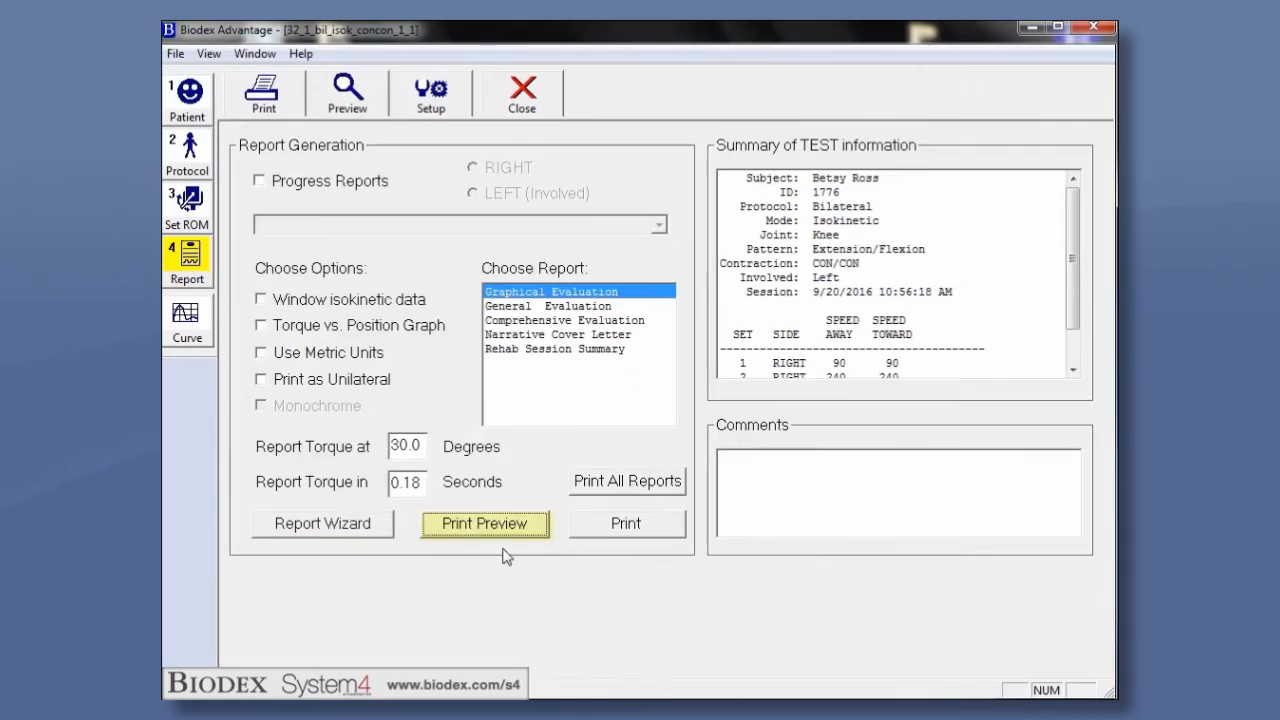 Biodex Advantage - [32_1_bil_isok_concon_1_1]
File View Window Help
1
Patient
2
Protocol
3
Set ROM
4
Report
Curve
Print Preview Setup Close
Report Generation
Progress Reports
RIGHT
LEFT (Involved)
Choose Options:
Window isokinetic data
Torque vs. Position Graph
Use Metric Units
Print as Unilateral
Monochrome
Choose Report:
Graphical Evaluation
General Evaluation
Comprehensive Evaluation
Narrative Cover Letter
Rehab Session Summary
Report Torque at 30.0 Degrees
Report Torque in 0.18 Seconds
Print All Reports
Report Wizard Print Preview Print
Summary of TEST information
Subject: Betsy Ross
ID: 1776
Protocol: Bilateral
Mode: Isokinetic
Joint: Knee
Pattern: Extension/Flexion
Contraction: CON/CON
Involved: Left
Session: 9/20/2016 10:56:18 AM
SPEED SPEED
SET SIDE AWAY TOWARD
--------------------------------------
1 RIGHT 90 90
2 RIGHT 240 240
Comments
BIODEX System4 www.biodex.com/s4
NUM